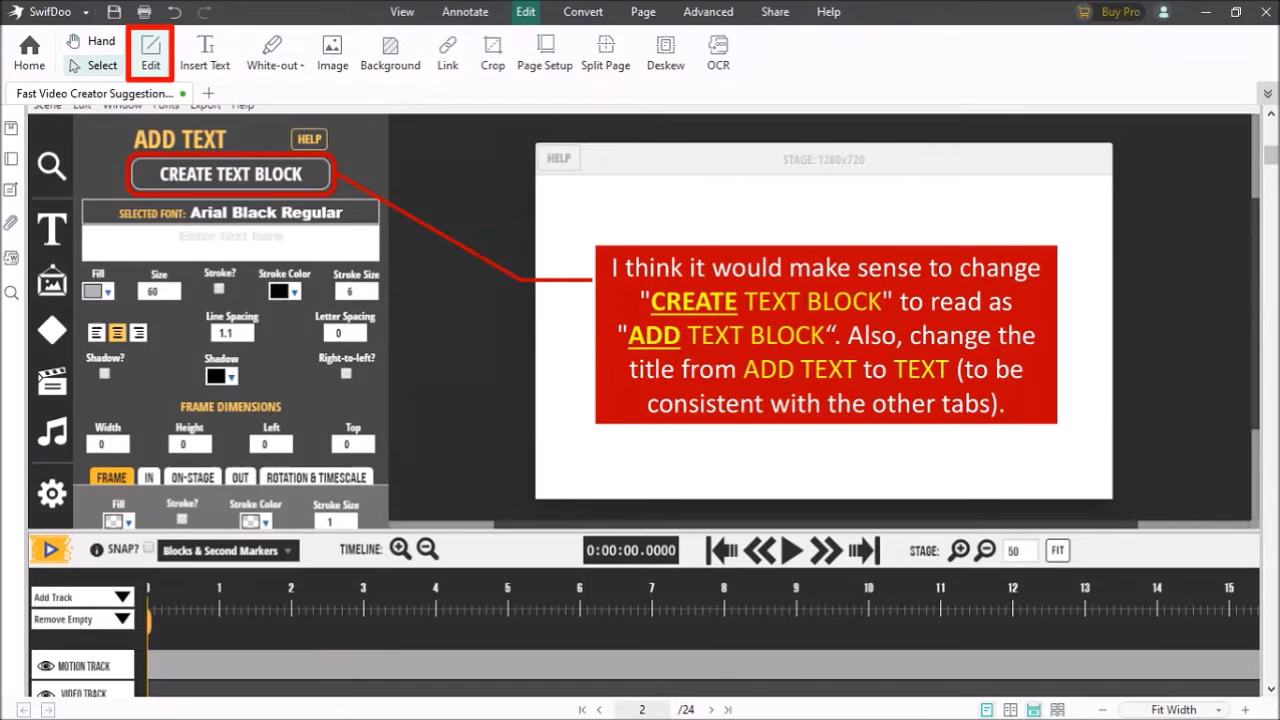 SwifDoo
View Annotate Edit Convert Page Advanced Share Help
Buy Pro
Home
Hand
Select
Edit
Insert Text
White-out
Image
Background
Link
Crop
Page Setup
Split Page
Deskew
OCR
Fast Video Creator Suggestion...
Scene Edit Window Fonts Export Help
ADD TEXT HELP
CREATE TEXT BLOCK
SELECTED FONT: Arial Black Regular
Enter text here
Fill Size Stroke? Stroke Color Stroke Size
60 6
Line Spacing Letter Spacing
1.1 0
Shadow? Shadow Right-to-left?
FRAME DIMENSIONS
Width Height Left Top
0 0 0 0
FRAME IN ON-STAGE OUT ROTATION & TIMESCALE
Fill Stroke? Stroke Color Stroke Size
1
HELP STAGE: 1280x720
I think it would make sense to change
"CREATE TEXT BLOCK" to read as
"ADD TEXT BLOCK“. Also, change the
title from ADD TEXT to TEXT (to be
consistent with the other tabs).
SNAP? Blocks & Second Markers TIMELINE: 0:00:00.0000 STAGE: 50 FIT
0 1 2 3 4 5 6 7 8 9 10 11 12 13 14 15
Add Track
Remove Empty
MOTION TRACK
VIDEO TRACK
2 /24 Fit Width